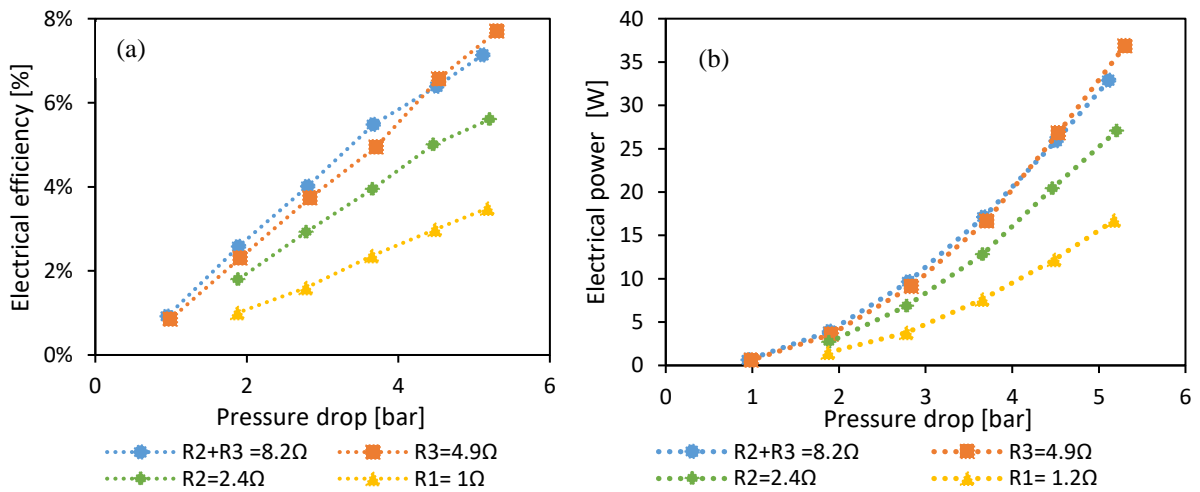 (a)
Electrical efficiency [%]
8%
6%
4%
2%
0%
0
2
4
6
Pressure drop [bar]
R2+R3 =8.2Ω
R3=4.9Ω
R2=2.4Ω
R1= 1Ω
(b)
Electrical power [W]
40
35
30
25
20
15
10
5
0
0
1
2
3
4
5
6
Pressure drop [bar]
R2+R3 =8.2Ω
R3=4.9Ω
R2=2.4Ω
R1= 1.2Ω